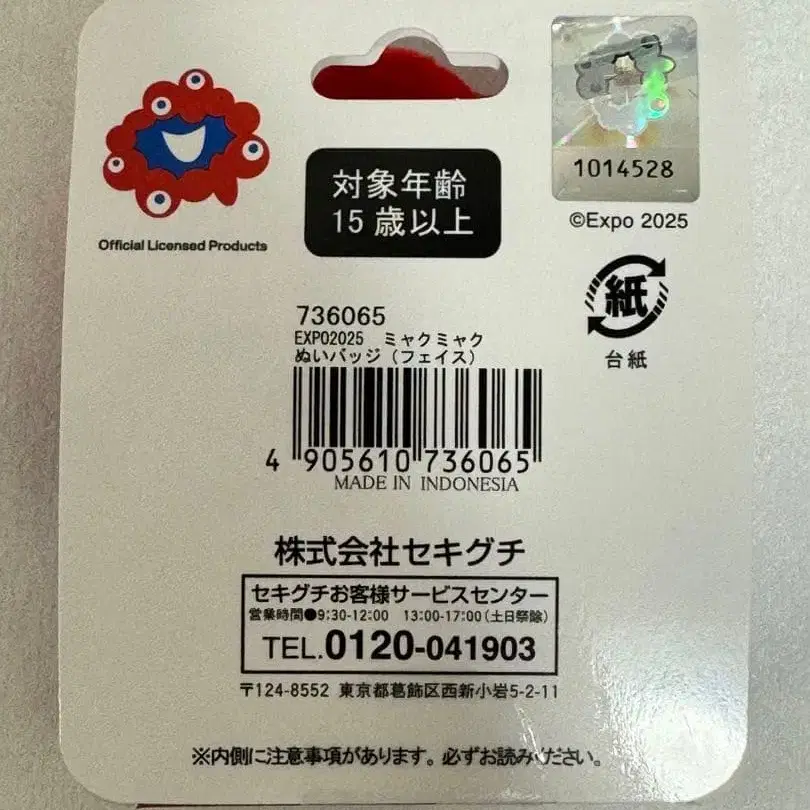 Official Licensed Products
対象年齢
15歳以上
1014528
©Expo 2025
紙
台紙
736065
EXPO2025 ミャクミャク
ぬいバッジ（フェイス）
4 905610 736065
MADE IN INDONESIA
株式会社セキグチ
セキグチお客様サービスセンター
営業時間●9:30-12:00 13:00-17:00（土日祭除）
TEL.0120-041903
〒124-8552 東京都葛飾区西新小岩5-2-11
※内側に注意事項があります。必ずお読みください。